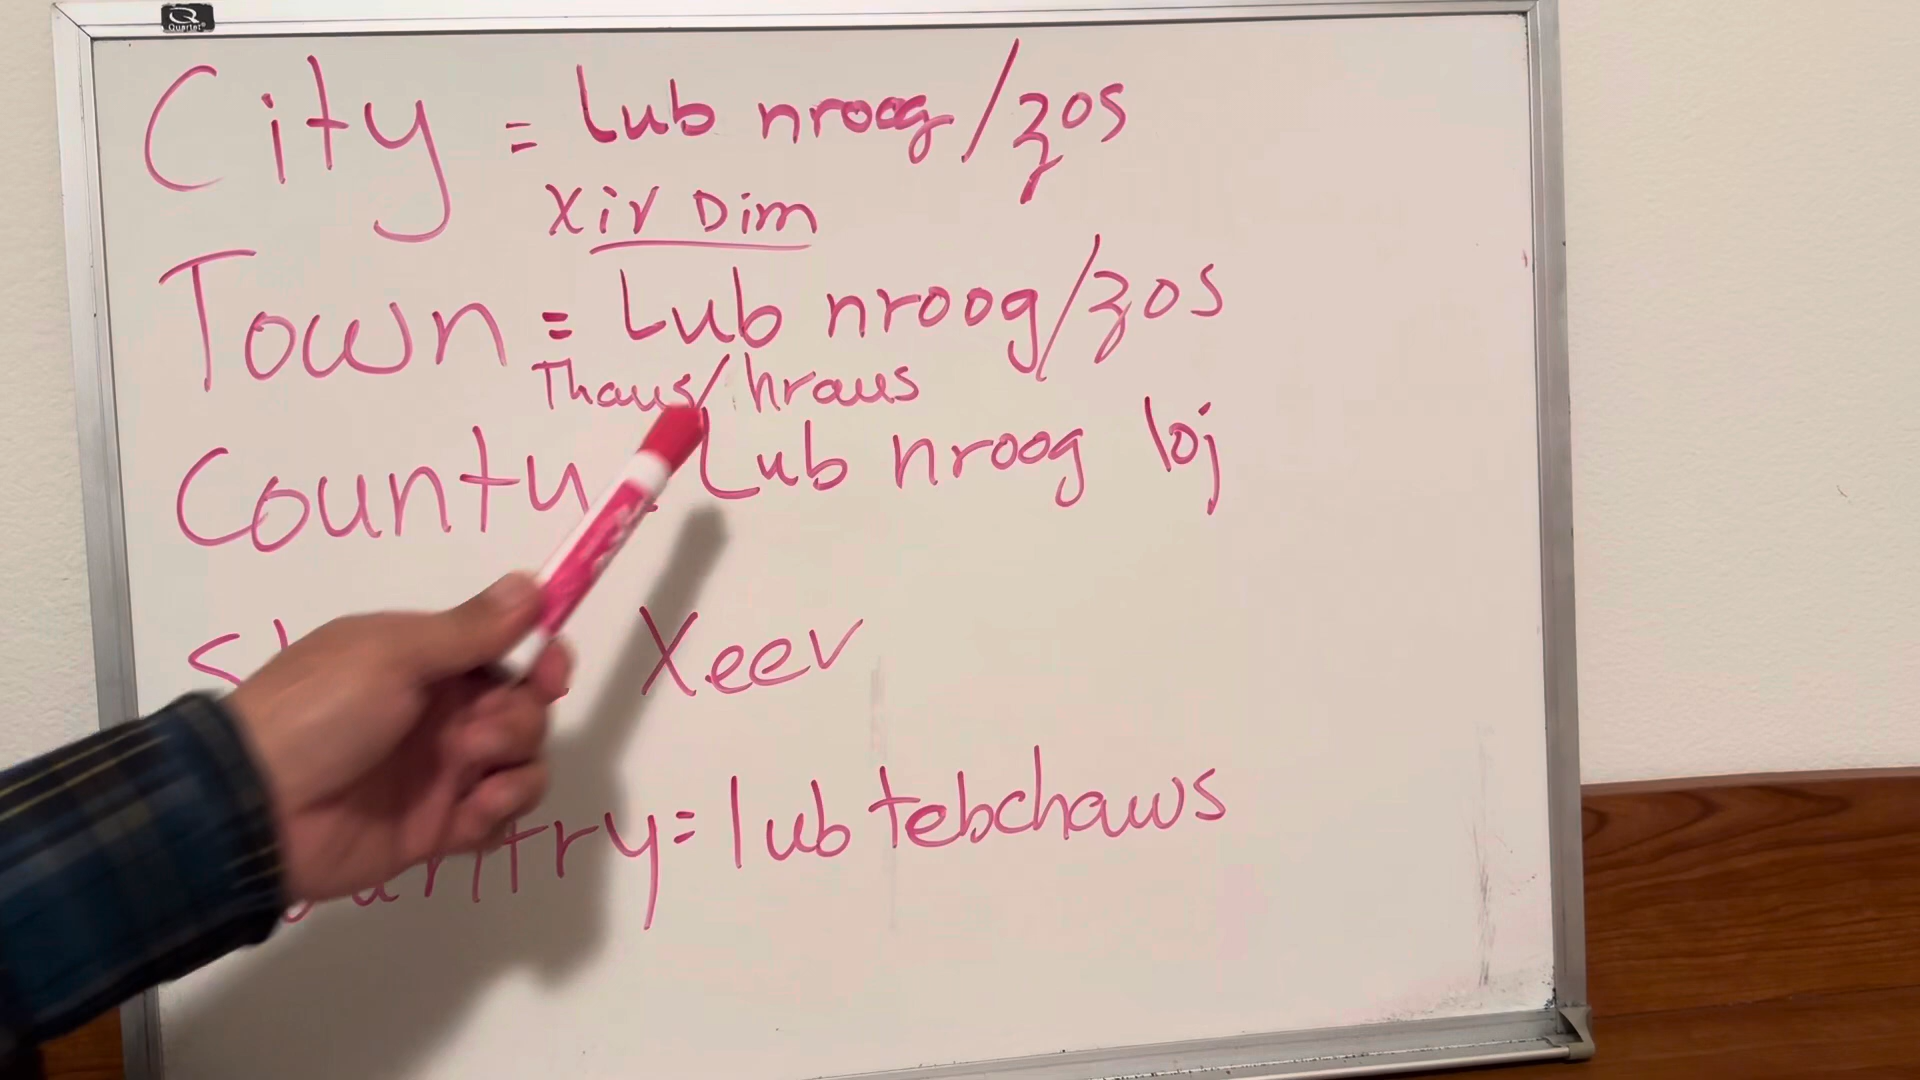 Quartet
City = Lub nroog/zos
Xiv Dim
Town = Lub nroog/zos
Thaus/hraus
County Lub nroog loj
Xeev
= lub tebchaws